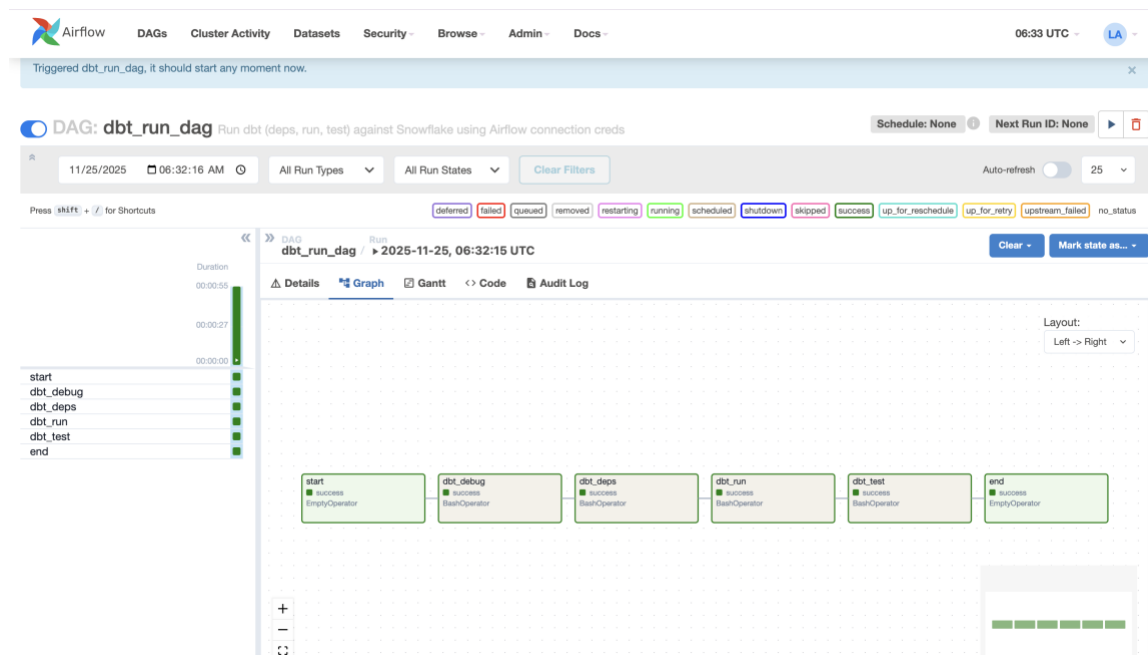 Airflow DAGs Cluster Activity Datasets Security Browse Admin Docs 06:33 UTC LA
Triggered dbt_run_dag, it should start any moment now. ×
DAG: dbt_run_dag Run dbt (deps, run, test) against Snowflake using Airflow connection creds Schedule: None Next Run ID: None
11/25/2025 06:32:16 AM All Run Types All Run States Clear Filters Auto-refresh 25
Press shift + / for Shortcuts deferred failed queued removed restarting running scheduled shutdown skipped success up_for_reschedule up_for_retry upstream_failed no_status
DAG Run
dbt_run_dag / 2025-11-25, 06:32:15 UTC Clear Mark state as...
Details Graph Gantt Code Audit Log
Duration
00:00:55
00:00:27
00:00:00
Layout:
Left -> Right
start
dbt_debug
dbt_deps
dbt_run
dbt_test
end
start
success
EmptyOperator
dbt_debug
success
BashOperator
dbt_deps
success
BashOperator
dbt_run
success
BashOperator
dbt_test
success
BashOperator
end
success
EmptyOperator